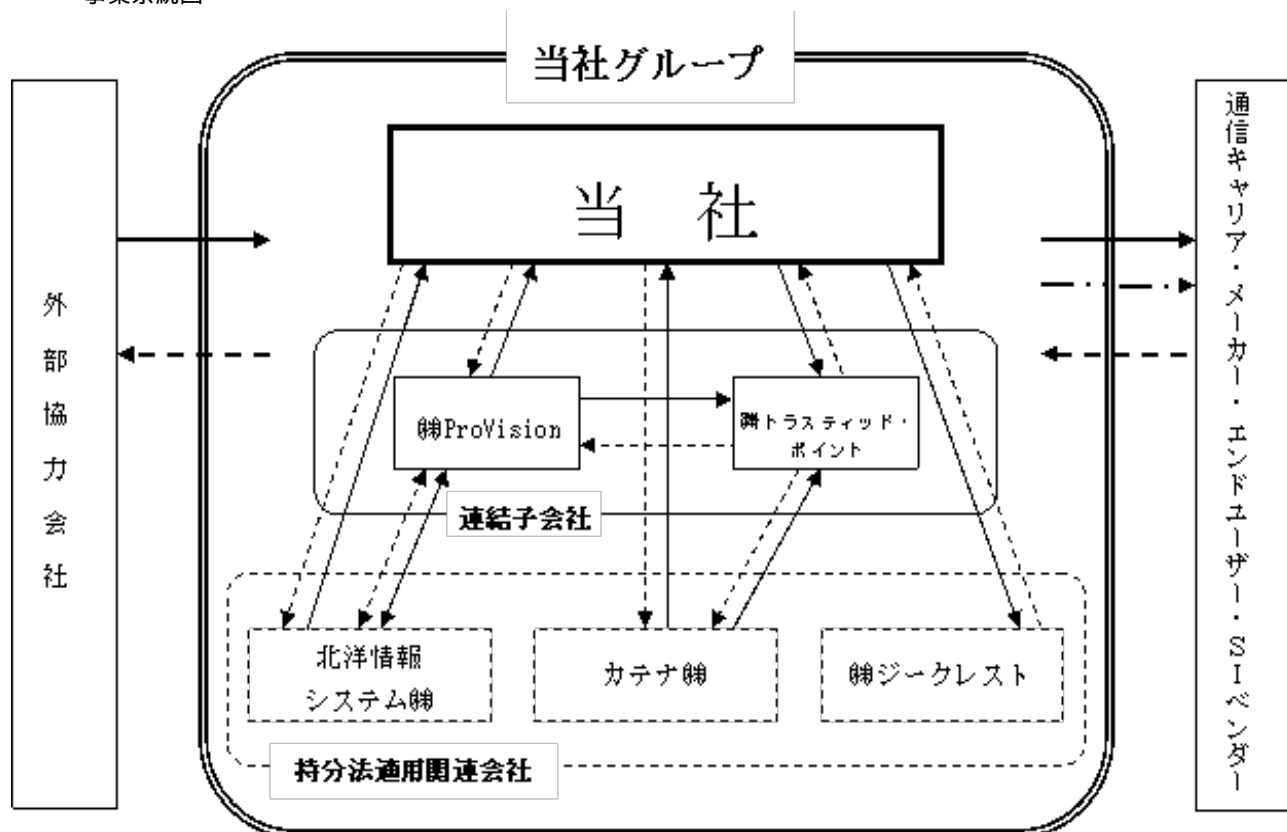 事業系統図
当社グループ
当 社
外部協力会社
通信キャリア・メーカー・エンドユーザー・SIベンダー
㈱ProVision
㈱トラスティッド・
ポイント
連結子会社
北洋情報
システム㈱
カテナ㈱
㈱ジークレスト
持分法適用関連会社